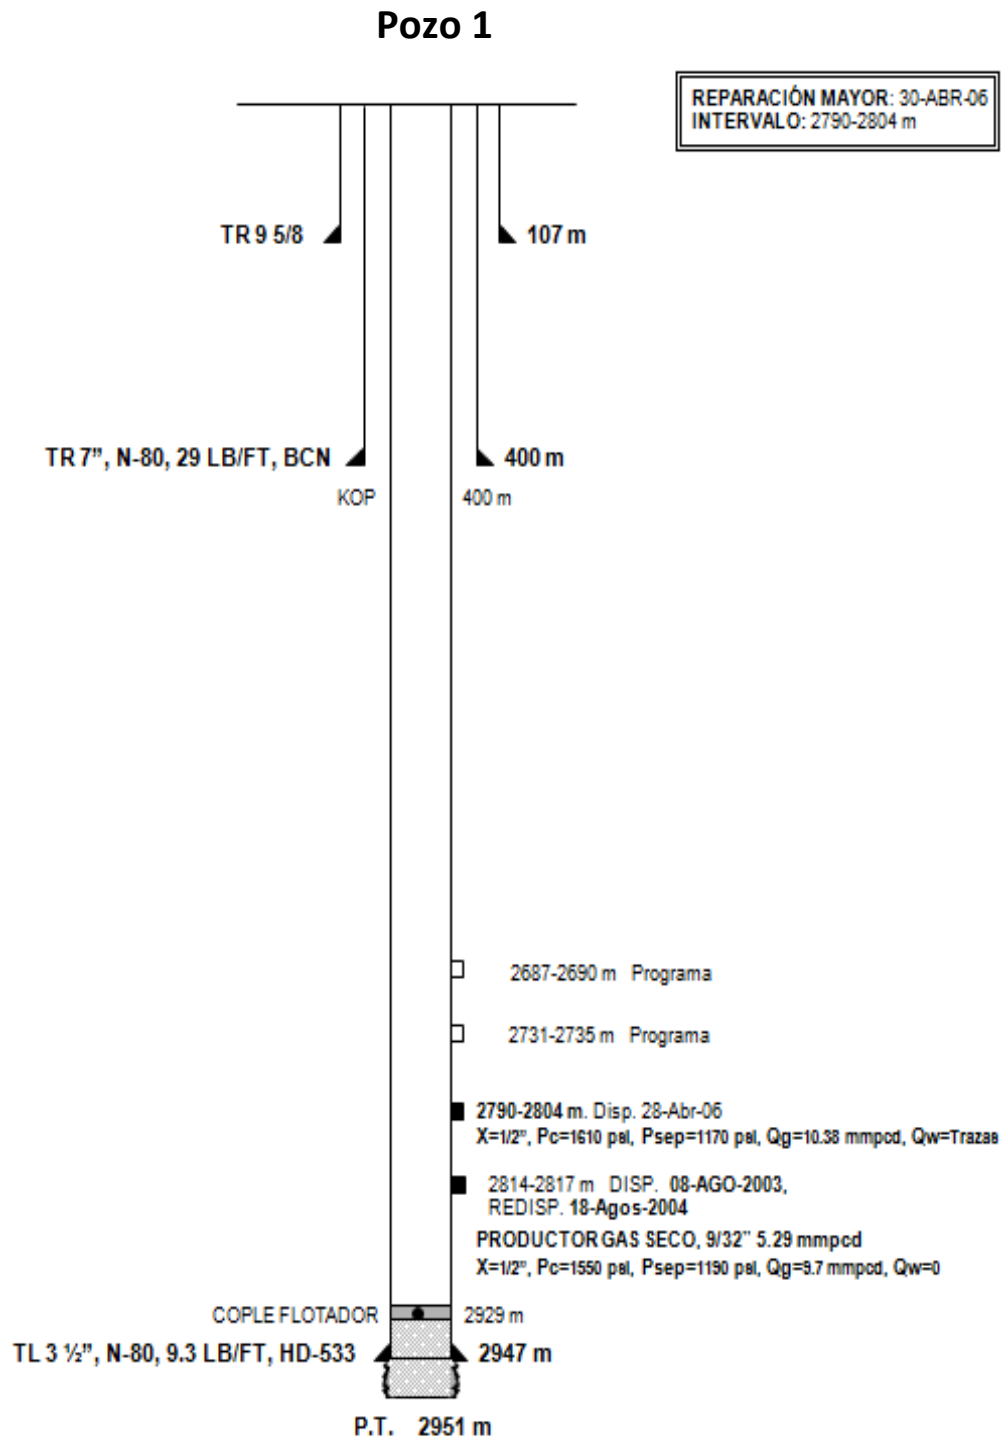 Pozo 1
REPARACIÓN MAYOR: 30-ABR-06
INTERVALO: 2790-2804 m
TR 9 5/8 107 m
TR 7”, N-80, 29 LB/FT, BCN 400 m
KOP 400 m
2687-2690 m Programa
2731-2735 m Programa
2790-2804 m. Disp. 28-Abr-06
X=1/2”, Pc=1610 psi, Psep=1170 psi, Qg=10.38 mmpcd, Qw=Trazas
2814-2817 m DISP. 08-AGO-2003,
REDISP. 18-Agos-2004
PRODUCTOR GAS SECO, 9/32” 5.29 mmpcd
X=1/2”, Pc=1550 psi, Psep=1190 psi, Qg=9.7 mmpcd, Qw=0
COPLE FLOTADOR 2929 m
TL 3 ½”, N-80, 9.3 LB/FT, HD-533 2947 m
P.T. 2951 m